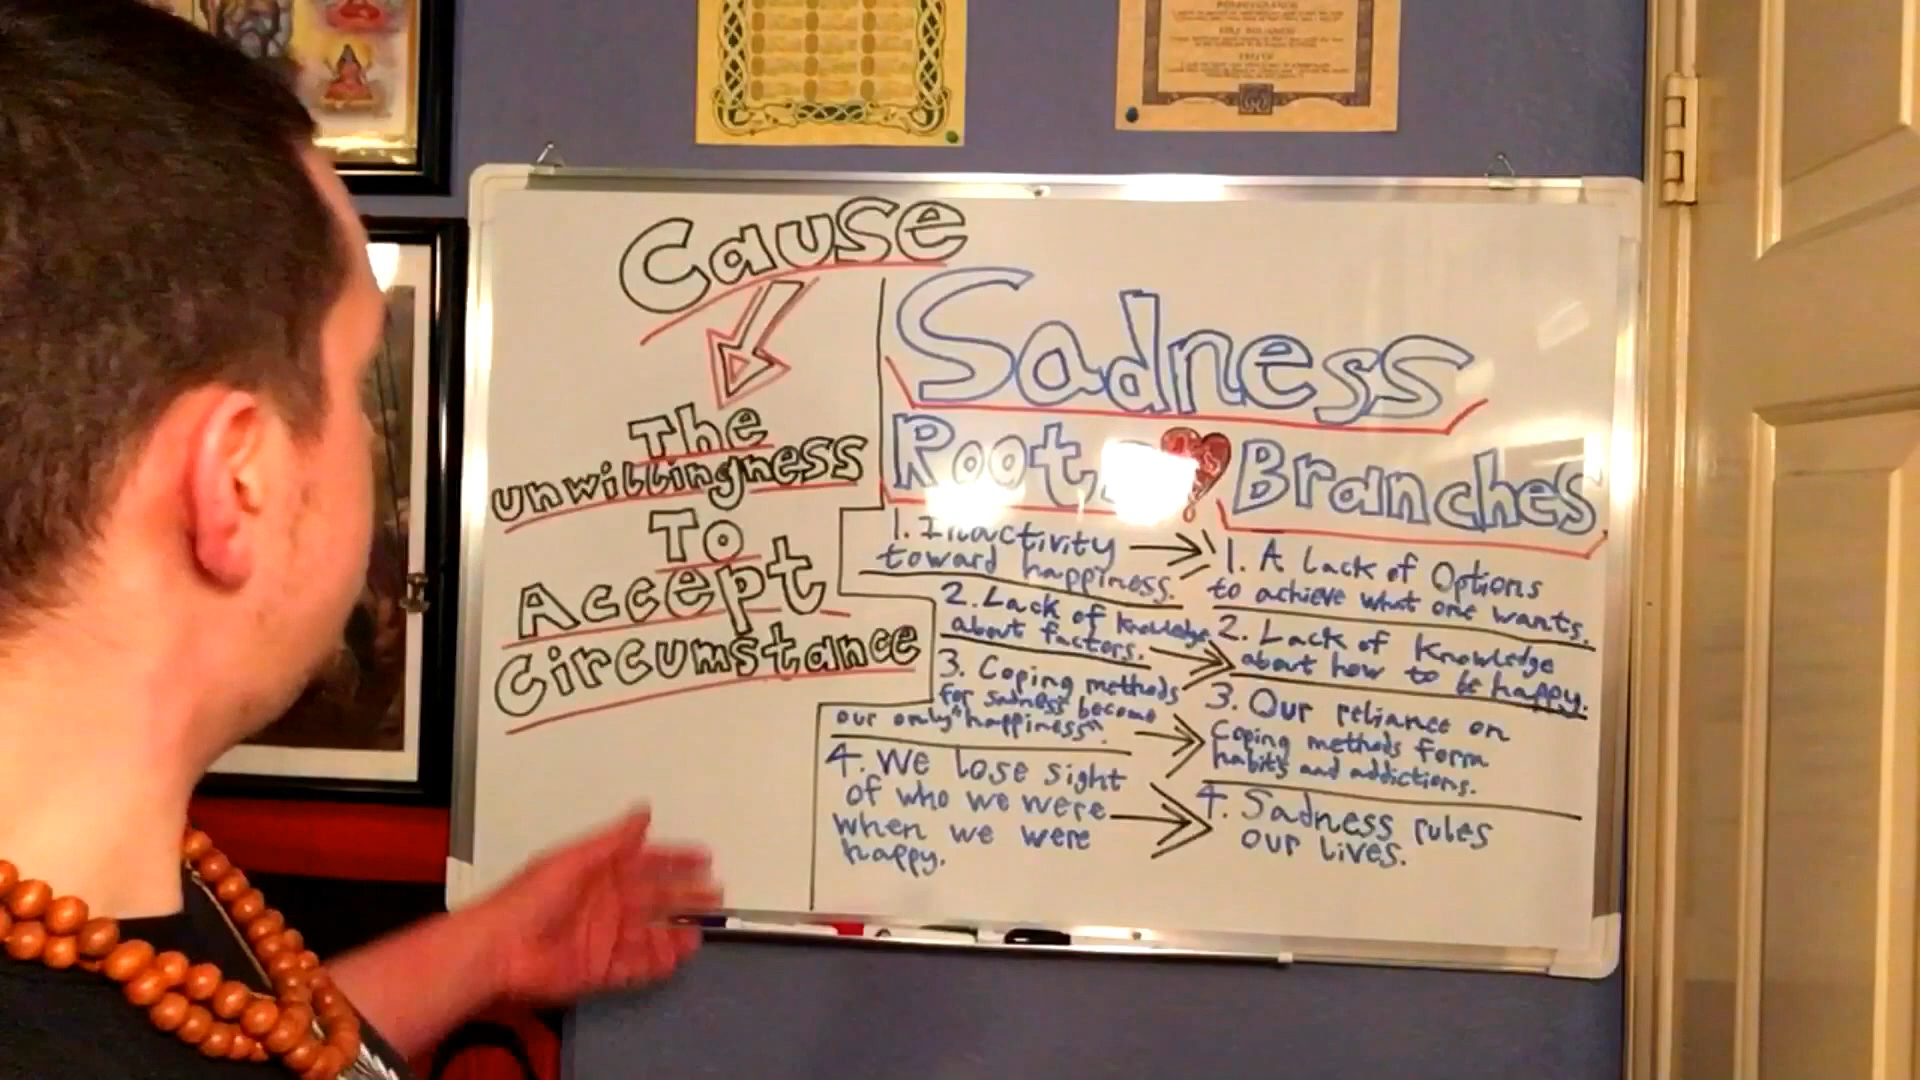 Cause
The
unwillingness
To
Accept
Circumstance
Sadness
Root
Branches
1. Inactivity
toward happiness.
2. Lack of knowledge
about factors.
3. Coping methods
for sadness become
our only "happiness".
4. We lose sight
of who we were
when we were
happy.
1. A Lack of Options
to achieve what one wants.
2. Lack of Knowledge
about how to be happy.
3. Our reliance on
Coping methods form
habits and addictions.
4. Sadness rules
our lives.